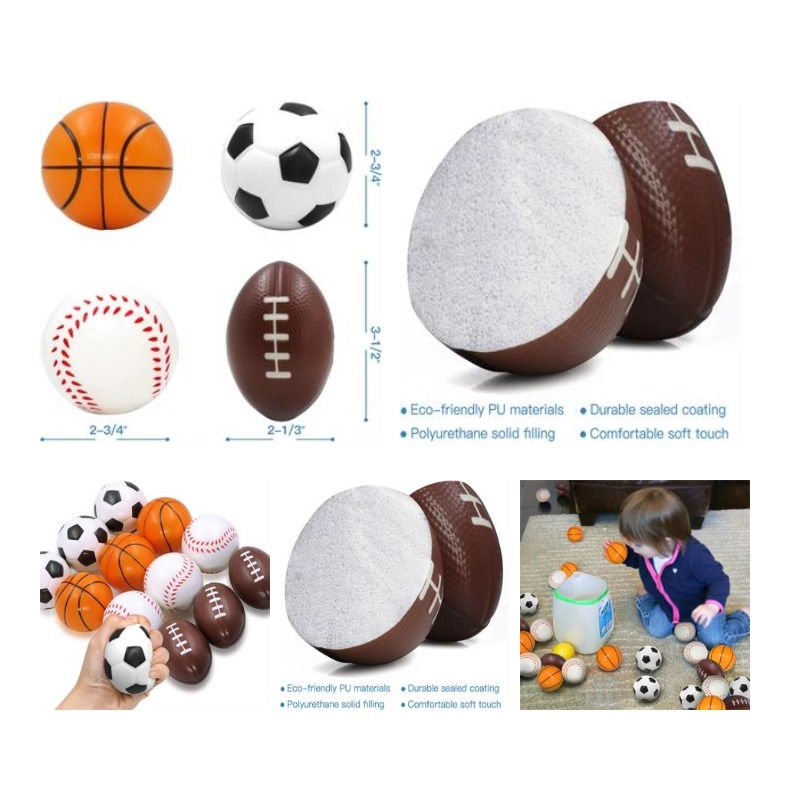 2-3/4"
3-1/2"
2-3/4"
2-1/3"
• Eco-friendly PU materials • Durable sealed coating
• Polyurethane solid filling • Comfortable soft touch
• Eco-friendly PU materials • Durable sealed coating
• Polyurethane solid filling • Comfortable soft touch